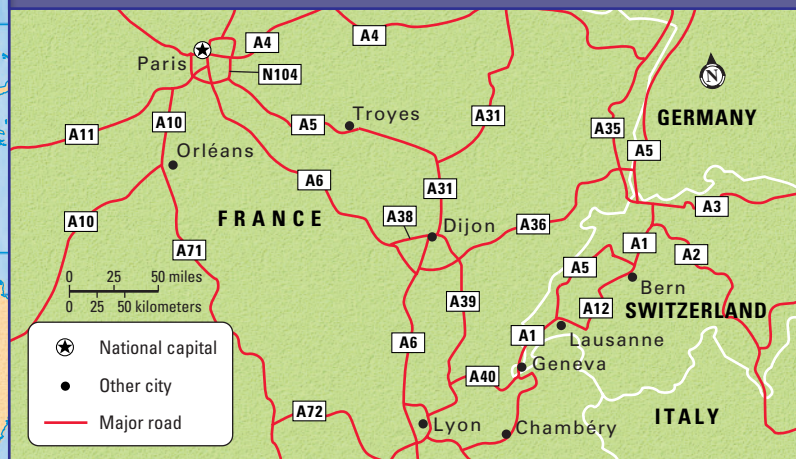 A4
A4
Paris
N104
N
A5
Troyes
A31
GERMANY
A11
A10
A35
A5
Orléans
A6
A31
A3
A10
FRANCE
A38
Dijon
A36
A71
A1
A2
A5
Bern
0 25 50 miles
0 25 50 kilometers
A39
A12
SWITZERLAND
A6
A1
Lausanne
National capital
Geneva
A40
Other city
A72
ITALY
Major road
Lyon
Chambéry